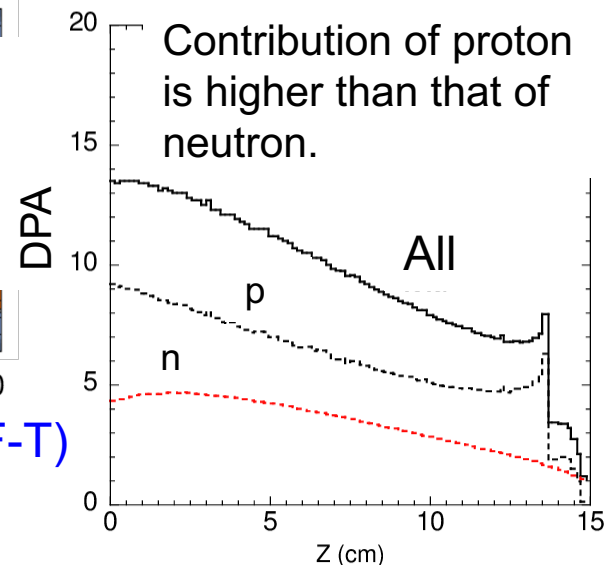 20
Contribution of proton
is higher than that of
neutron.
15
DPA
All
10
p
n
5
-T)
0
0 5 10 15
Z (cm)